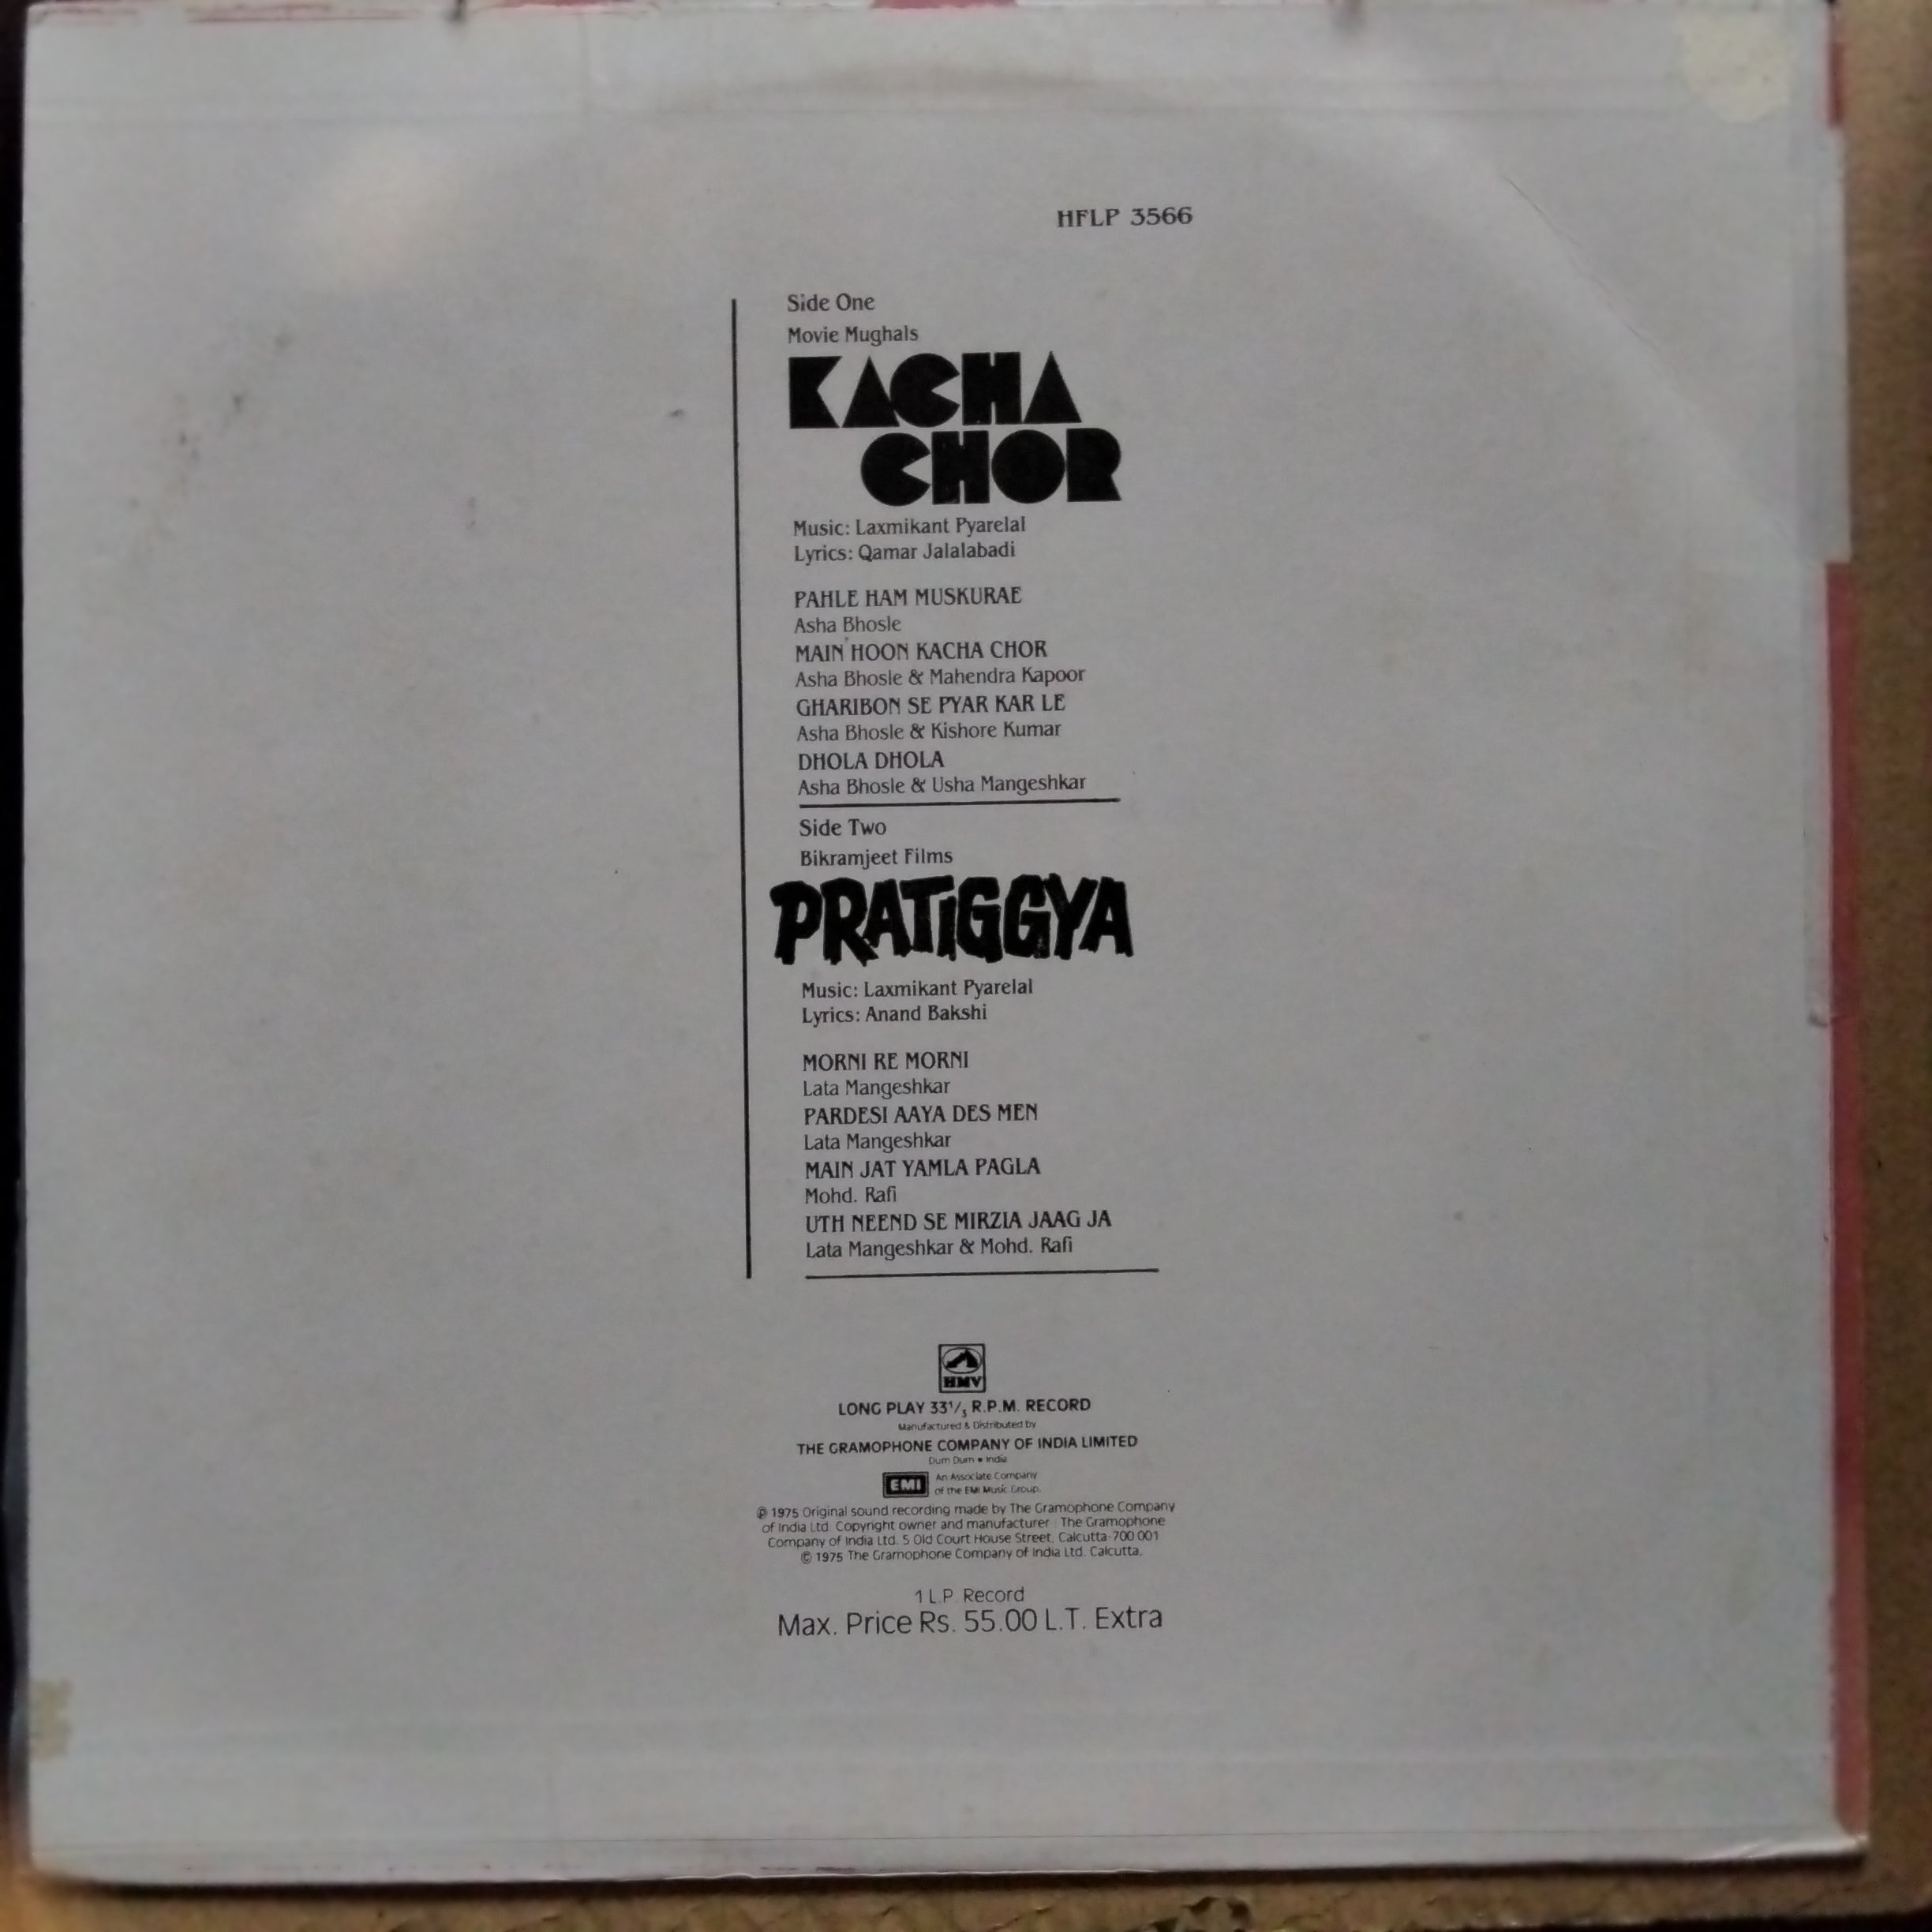 HFLP 3566
Side One
Movie Mughals
KACHA
CHOR
Music: Laxmikant Pyarelal
Lyrics: Qamar Jalalabadi
PAHLE HAM MUSKURAE
Asha Bhosle
MAIN HOON KACHA CHOR
Asha Bhosle & Mahendra Kapoor
GHARIBON SE PYAR KAR LE
Asha Bhosle & Kishore Kumar
DHOLA DHOLA
Asha Bhosle & Usha Mangeshkar
Side Two
Bikramjeet Films
PRATIGGYA
Music: Laxmikant Pyarelal
Lyrics: Anand Bakshi
MORNI RE MORNI
Lata Mangeshkar
PARDESI AAYA DES MEN
Lata Mangeshkar
MAIN JAT YAMLA PAGLA
Mohd. Rafi
UTH NEEND SE MIRZIA JAAG JA
Lata Mangeshkar & Mohd. Rafi
HMV
LONG PLAY 33 1/3 R.P.M. RECORD
Manufactured & Distributed by
THE GRAMOPHONE COMPANY OF INDIA LIMITED
Dum Dum • India
EMI An Associate Company
of the EMI Music Group.
℗ 1975 Original sound recording made by The Gramophone Company
of India Ltd. Copyright owner and manufacturer : The Gramophone
Company of India Ltd. 5 Old Court House Street, Calcutta-700 001
© 1975 The Gramophone Company of India Ltd. Calcutta.
1 L.P. Record
Max. Price Rs. 55.00 L.T. Extra